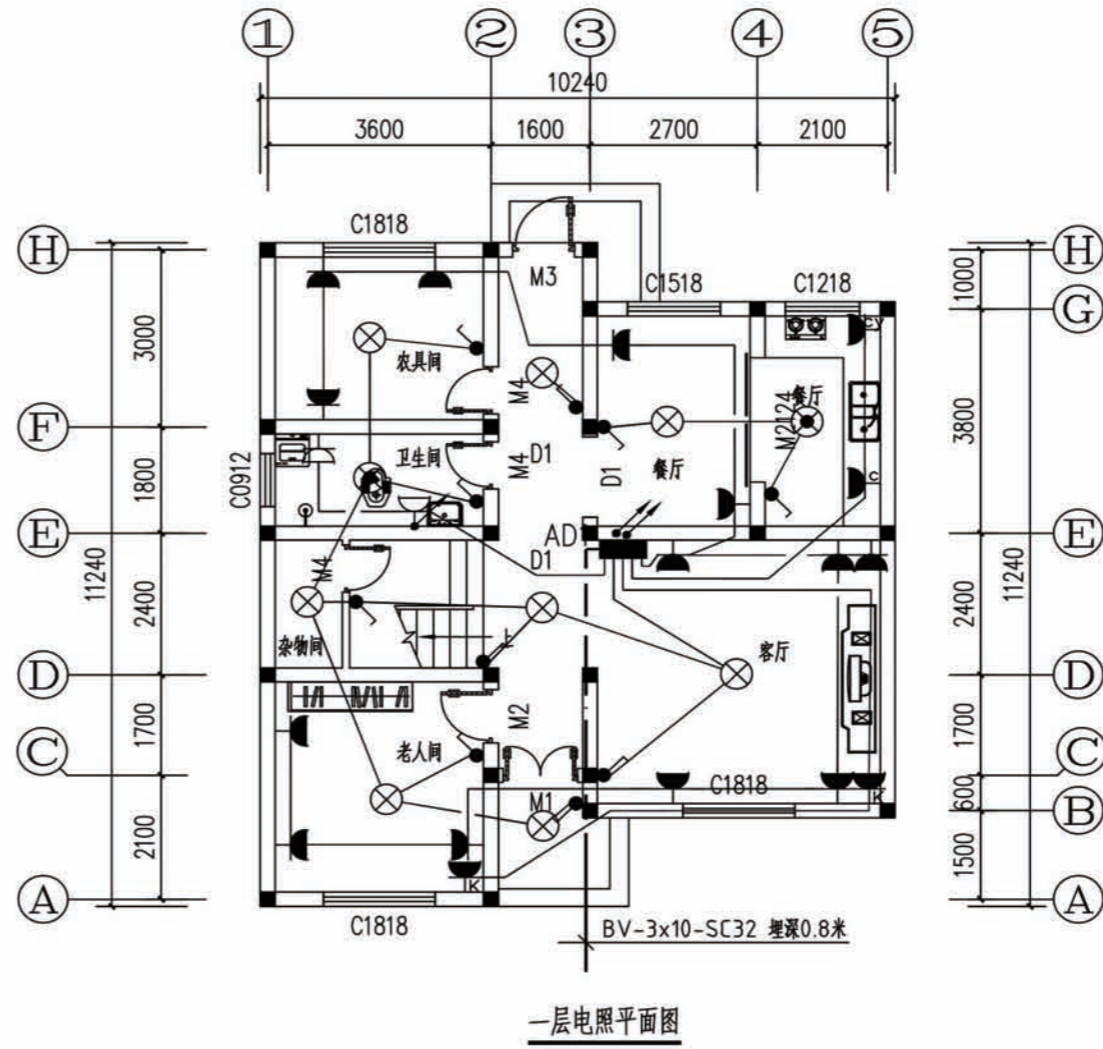 1 2 3 4 5
10240
3600 1600 2700 2100
C1818
H H
M3
1000
C1518 C1218
G
3000
cy
农具间
M4
餐厅
M2124
3800
F
卫生间
M4 D1 D1 餐厅
C0912
1800
c
E E
AD
11240 11240
D1
M4
2400 2400
上
杂物间
客厅
D D
1700 1700
M2
老人间
C C
C1818
K
600
M1
B
2100
1500
K
A A
C1818
BV-3x10-SC32 埋深0.8米
一层电照平面图